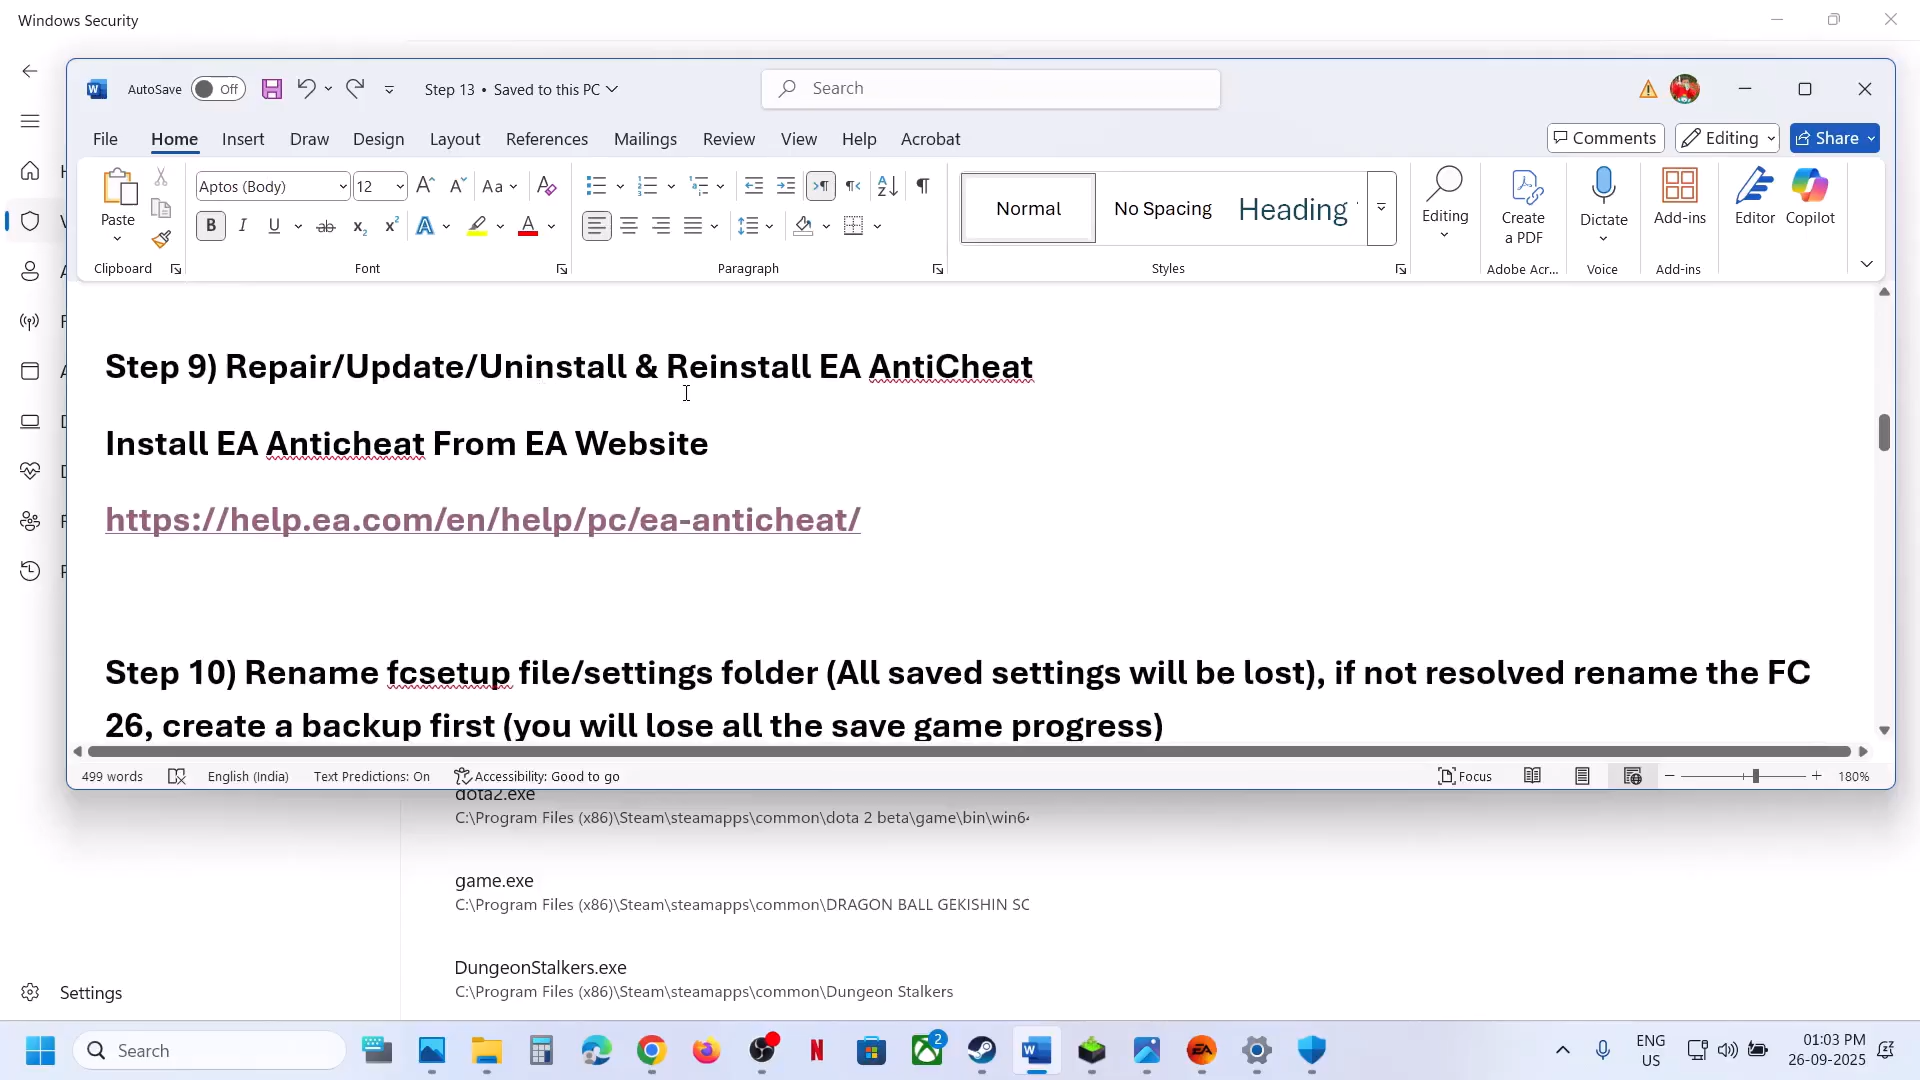 Windows Security
AutoSave Off Step 13 • Saved to this PC Search
File Home Insert Draw Design Layout References Mailings Review View Help Acrobat Comments Editing Share
Paste Aptos (Body) 12 Aa Normal No Spacing Heading Editing Create a PDF Dictate Add-ins Editor Copilot
Clipboard Font Paragraph Styles Adobe Acr... Voice Add-ins
Step 9) Repair/Update/Uninstall & Reinstall EA AntiCheat
Install EA Anticheat From EA Website
https://help.ea.com/en/help/pc/ea-anticheat/
Step 10) Rename fcsetup file/settings folder (All saved settings will be lost), if not resolved rename the FC
26, create a backup first (you will lose all the save game progress)
499 words English (India) Text Predictions: On Accessibility: Good to go Focus 180%
dota2.exe
C:\Program Files (x86)\Steam\steamapps\common\dota 2 beta\game\bin\win64
game.exe
C:\Program Files (x86)\Steam\steamapps\common\DRAGON BALL GEKISHIN SC
DungeonStalkers.exe
C:\Program Files (x86)\Steam\steamapps\common\Dungeon Stalkers
Settings
Search 2 ENG US 01:03 PM 26-09-2025